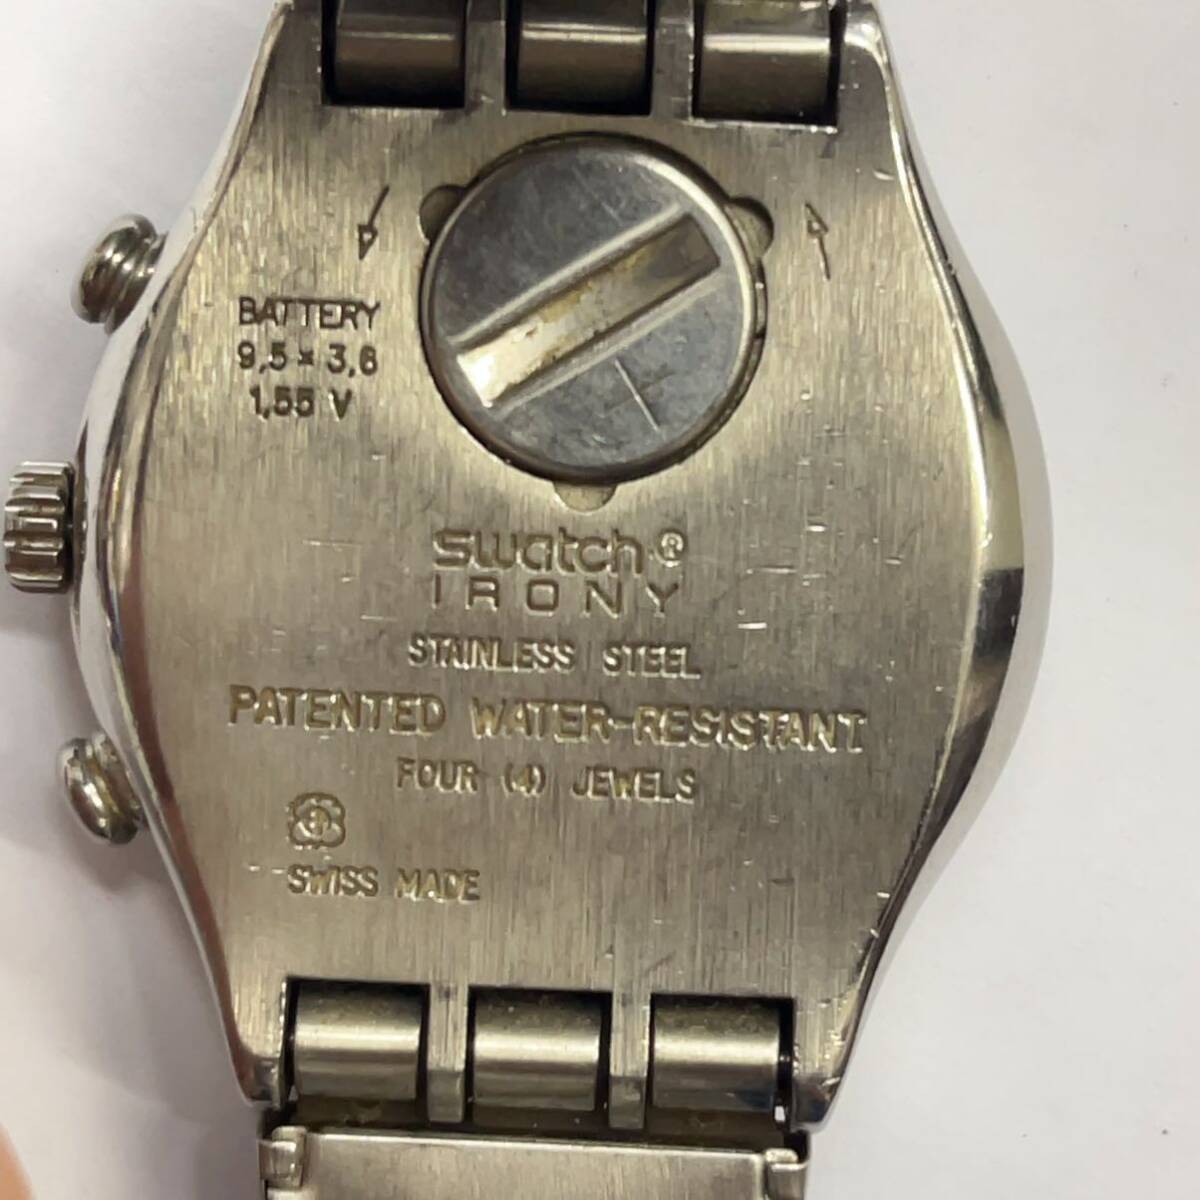 BATTERY
9,5 x 3,6
1,55 V
swatch®
IRONY
STAINLESS STEEL
PATENTED WATER-RESISTANT
FOUR (4) JEWELS
SWISS MADE